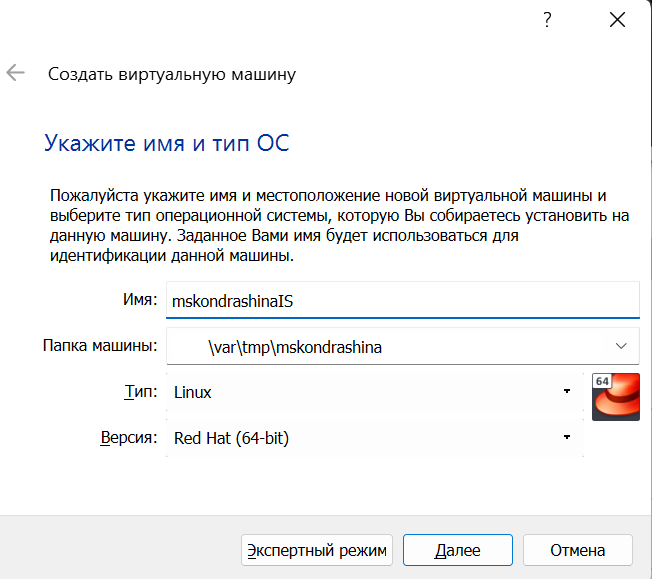 ?
Создать виртуальную машину
Укажите имя и тип ОС
Пожалуйста укажите имя и местоположение новой виртуальной машины и
выберите тип операционной системы, которую Вы собираетесь установить на
данную машину. Заданное Вами имя будет использоваться для
идентификации данной машины.
Имя: mskondrashinaIS
Папка машины: \var\tmp\mskondrashina
Тип: Linux
64
Версия: Red Hat (64-bit)
Экспертный режим Далее Отмена